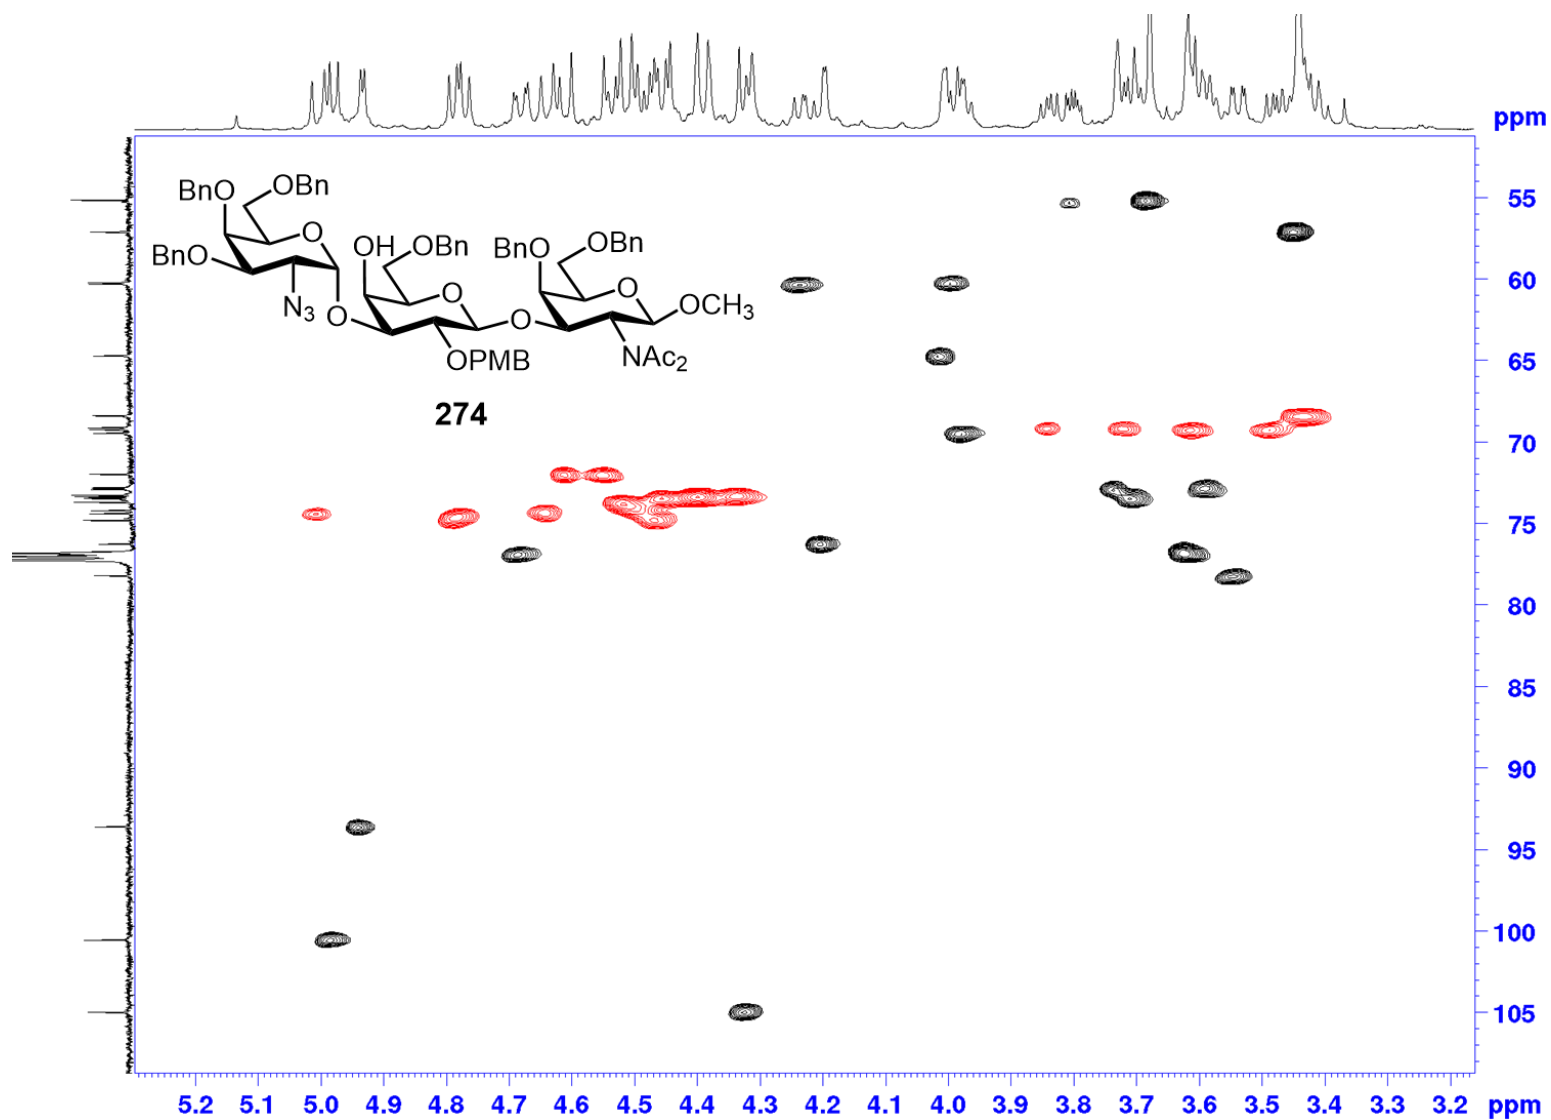 ppm
BnO OBn
BnO O OH OBn BnO OBn
N3 O O O O OCH3
OPMB NAc2
274
55
60
65
70
75
80
85
90
95
100
105
5.2 5.1 5.0 4.9 4.8 4.7 4.6 4.5 4.4 4.3 4.2 4.1 4.0 3.9 3.8 3.7 3.6 3.5 3.4 3.3 3.2 ppm